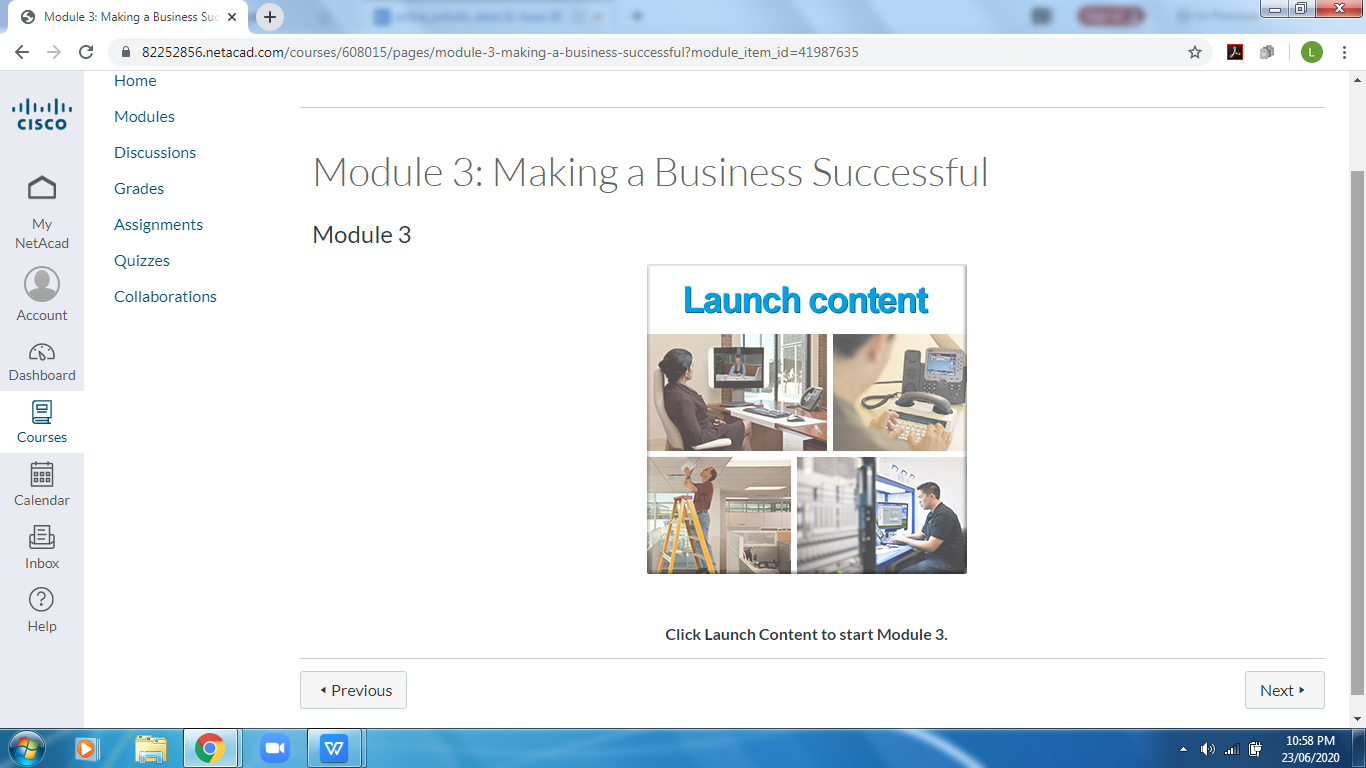 Module 3: Making a Business Suc
82252856.netacad.com/courses/608015/pages/module-3-making-a-business-successful?module_item_id=41987635
L
CISCO
My
NetAcad
Account
Dashboard
Courses
Calendar
Inbox
Help
Home
Modules
Discussions
Grades
Assignments
Quizzes
Collaborations
Module 3: Making a Business Successful
Module 3
Launch content
Click Launch Content to start Module 3.
Previous
Next
W
10:58 PM
23/06/2020